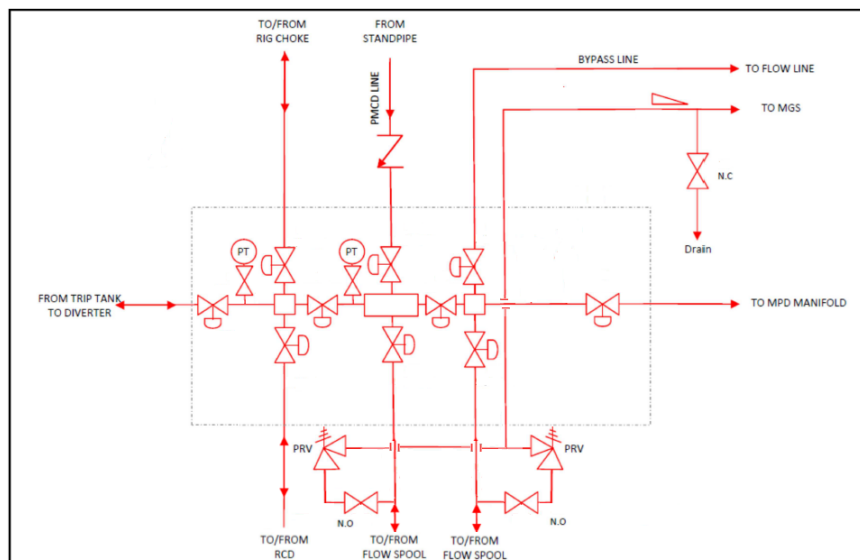 TO/FROM
RIG CHOKE
FROM
STANDPIPE
BYPASS LINE
TO FLOW LINE
PMCD LINE
TO MGS
N.C
Draiin
PT
PT
FROM TRIP TANK
TO DIVERTER
TO MPD MANIFOLD
PRV
PRV
N.O
N.O
TO/FROM
RCD
TO/FROM
FLOW SPOOL
TO/FROM
FLOW SPOOL